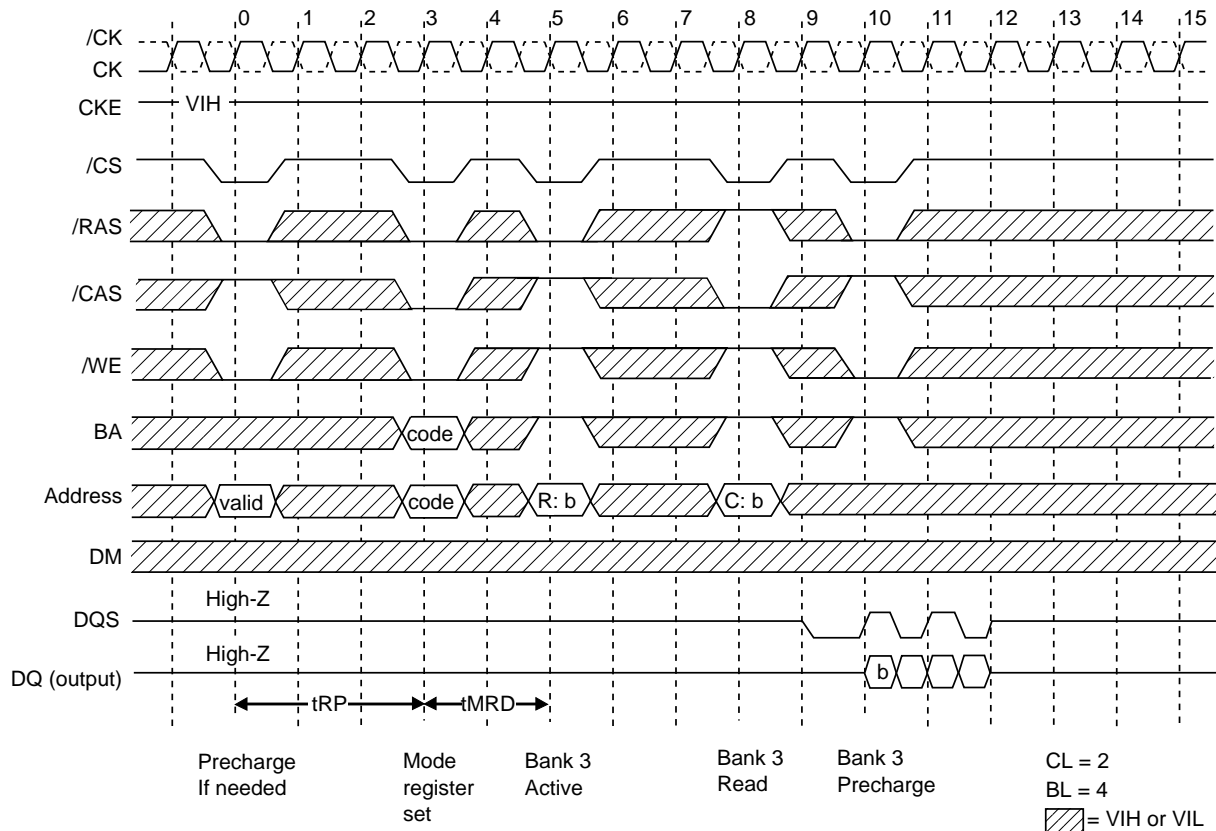 0 1 2 3 4 5 6 7 8 9 10 11 12 13 14 15
/CK
CK
CKE VIH
/CS
/RAS
/CAS
/WE
BA code
Address valid code R: b C: b
DM
High-Z
DQS
High-Z
DQ (output) b
tRP tMRD
Precharge
If needed
Mode
register
set
Bank 3
Active
Bank 3
Read
Bank 3
Precharge
CL = 2
BL = 4
= VIH or VIL